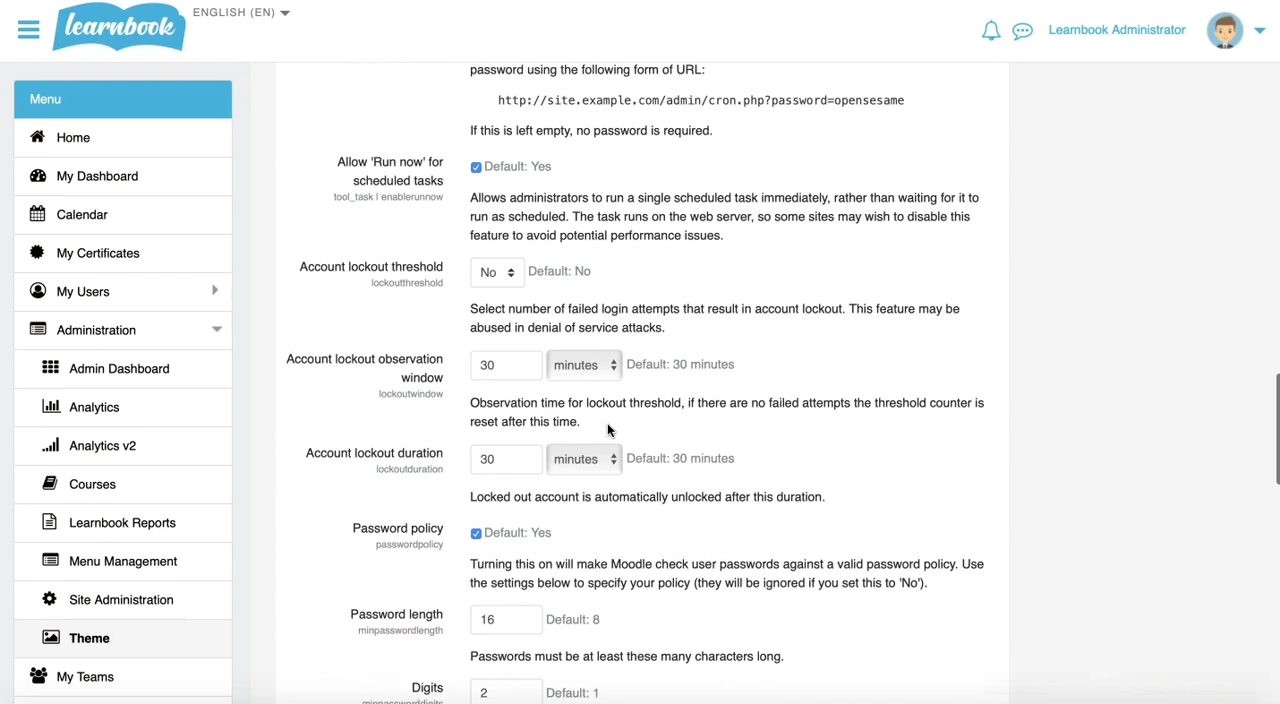 ENGLISH (EN)
learnbook
Learnbook Administrator
Menu
Home
My Dashboard
Calendar
My Certificates
My Users
Administration
Admin Dashboard
Analytics
Analytics v2
Courses
Learnbook Reports
Menu Management
Site Administration
Theme
My Teams
password using the following form of URL:
http://site.example.com/admin/cron.php?password=opensesame
If this is left empty, no password is required.
Allow 'Run now' for
scheduled tasks
tool_task | enablerunnow
Default: Yes
Allows administrators to run a single scheduled task immediately, rather than waiting for it to
run as scheduled. The task runs on the web server, so some sites may wish to disable this
feature to avoid potential performance issues.
Account lockout threshold
lockoutthreshold
No Default: No
Select number of failed login attempts that result in account lockout. This feature may be
abused in denial of service attacks.
Account lockout observation
window
lockoutwindow
30 minutes Default: 30 minutes
Observation time for lockout threshold, if there are no failed attempts the threshold counter is
reset after this time.
Account lockout duration
lockoutduration
30 minutes Default: 30 minutes
Locked out account is automatically unlocked after this duration.
Password policy
passwordpolicy
Default: Yes
Turning this on will make Moodle check user passwords against a valid password policy. Use
the settings below to specify your policy (they will be ignored if you set this to 'No').
Password length
minpasswordlength
16 Default: 8
Passwords must be at least these many characters long.
Digits
minpassworddigits
2 Default: 1